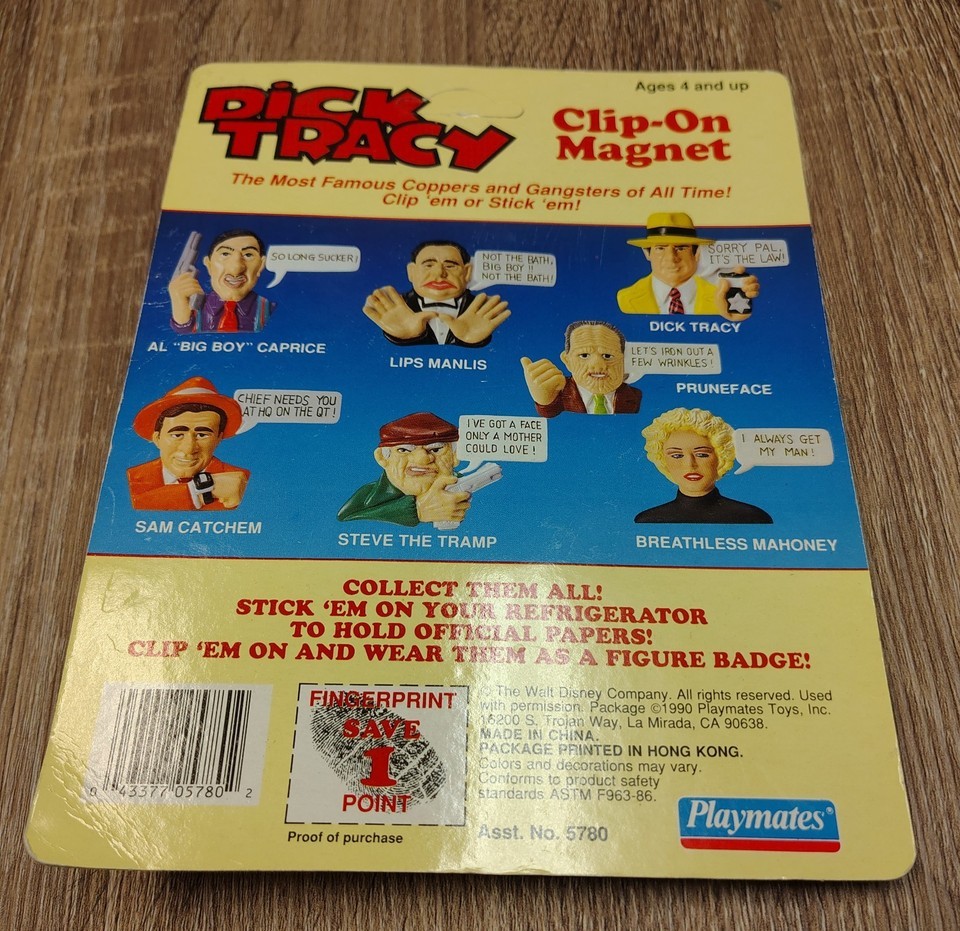 DiCK
TRACY
Ages 4 and up
Clip-On
Magnet
The Most Famous Coppers and Gangsters of All Time!
Clip 'em or Stick 'em!
SO LONG SUCKER!
AL "BIG BOY" CAPRICE
NOT THE BATH,
BIG BOY !!
NOT THE BATH!
LIPS MANLIS
SORRY PAL,
IT'S THE LAW!
DICK TRACY
LET'S IRON OUT A
FEW WRINKLES!
PRUNEFACE
CHIEF NEEDS YOU
AT HQ ON THE QT!
SAM CATCHEM
I'VE GOT A FACE
ONLY A MOTHER
COULD LOVE!
STEVE THE TRAMP
I ALWAYS GET
MY MAN!
BREATHLESS MAHONEY
COLLECT THEM ALL!
STICK 'EM ON YOUR REFRIGERATOR
TO HOLD OFFICIAL PAPERS!
CLIP 'EM ON AND WEAR THEM AS A FIGURE BADGE!
0 43377 05780 2
FINGERPRINT
SAVE
1
POINT
Proof of purchase
© The Walt Disney Company. All rights reserved. Used
with permission. Package ©1990 Playmates Toys, Inc.
16200 S. Trojan Way, La Mirada, CA 90638.
MADE IN CHINA.
PACKAGE PRINTED IN HONG KONG.
Colors and decorations may vary.
Conforms to product safety
standards ASTM F963-86.
Asst. No. 5780
Playmates®